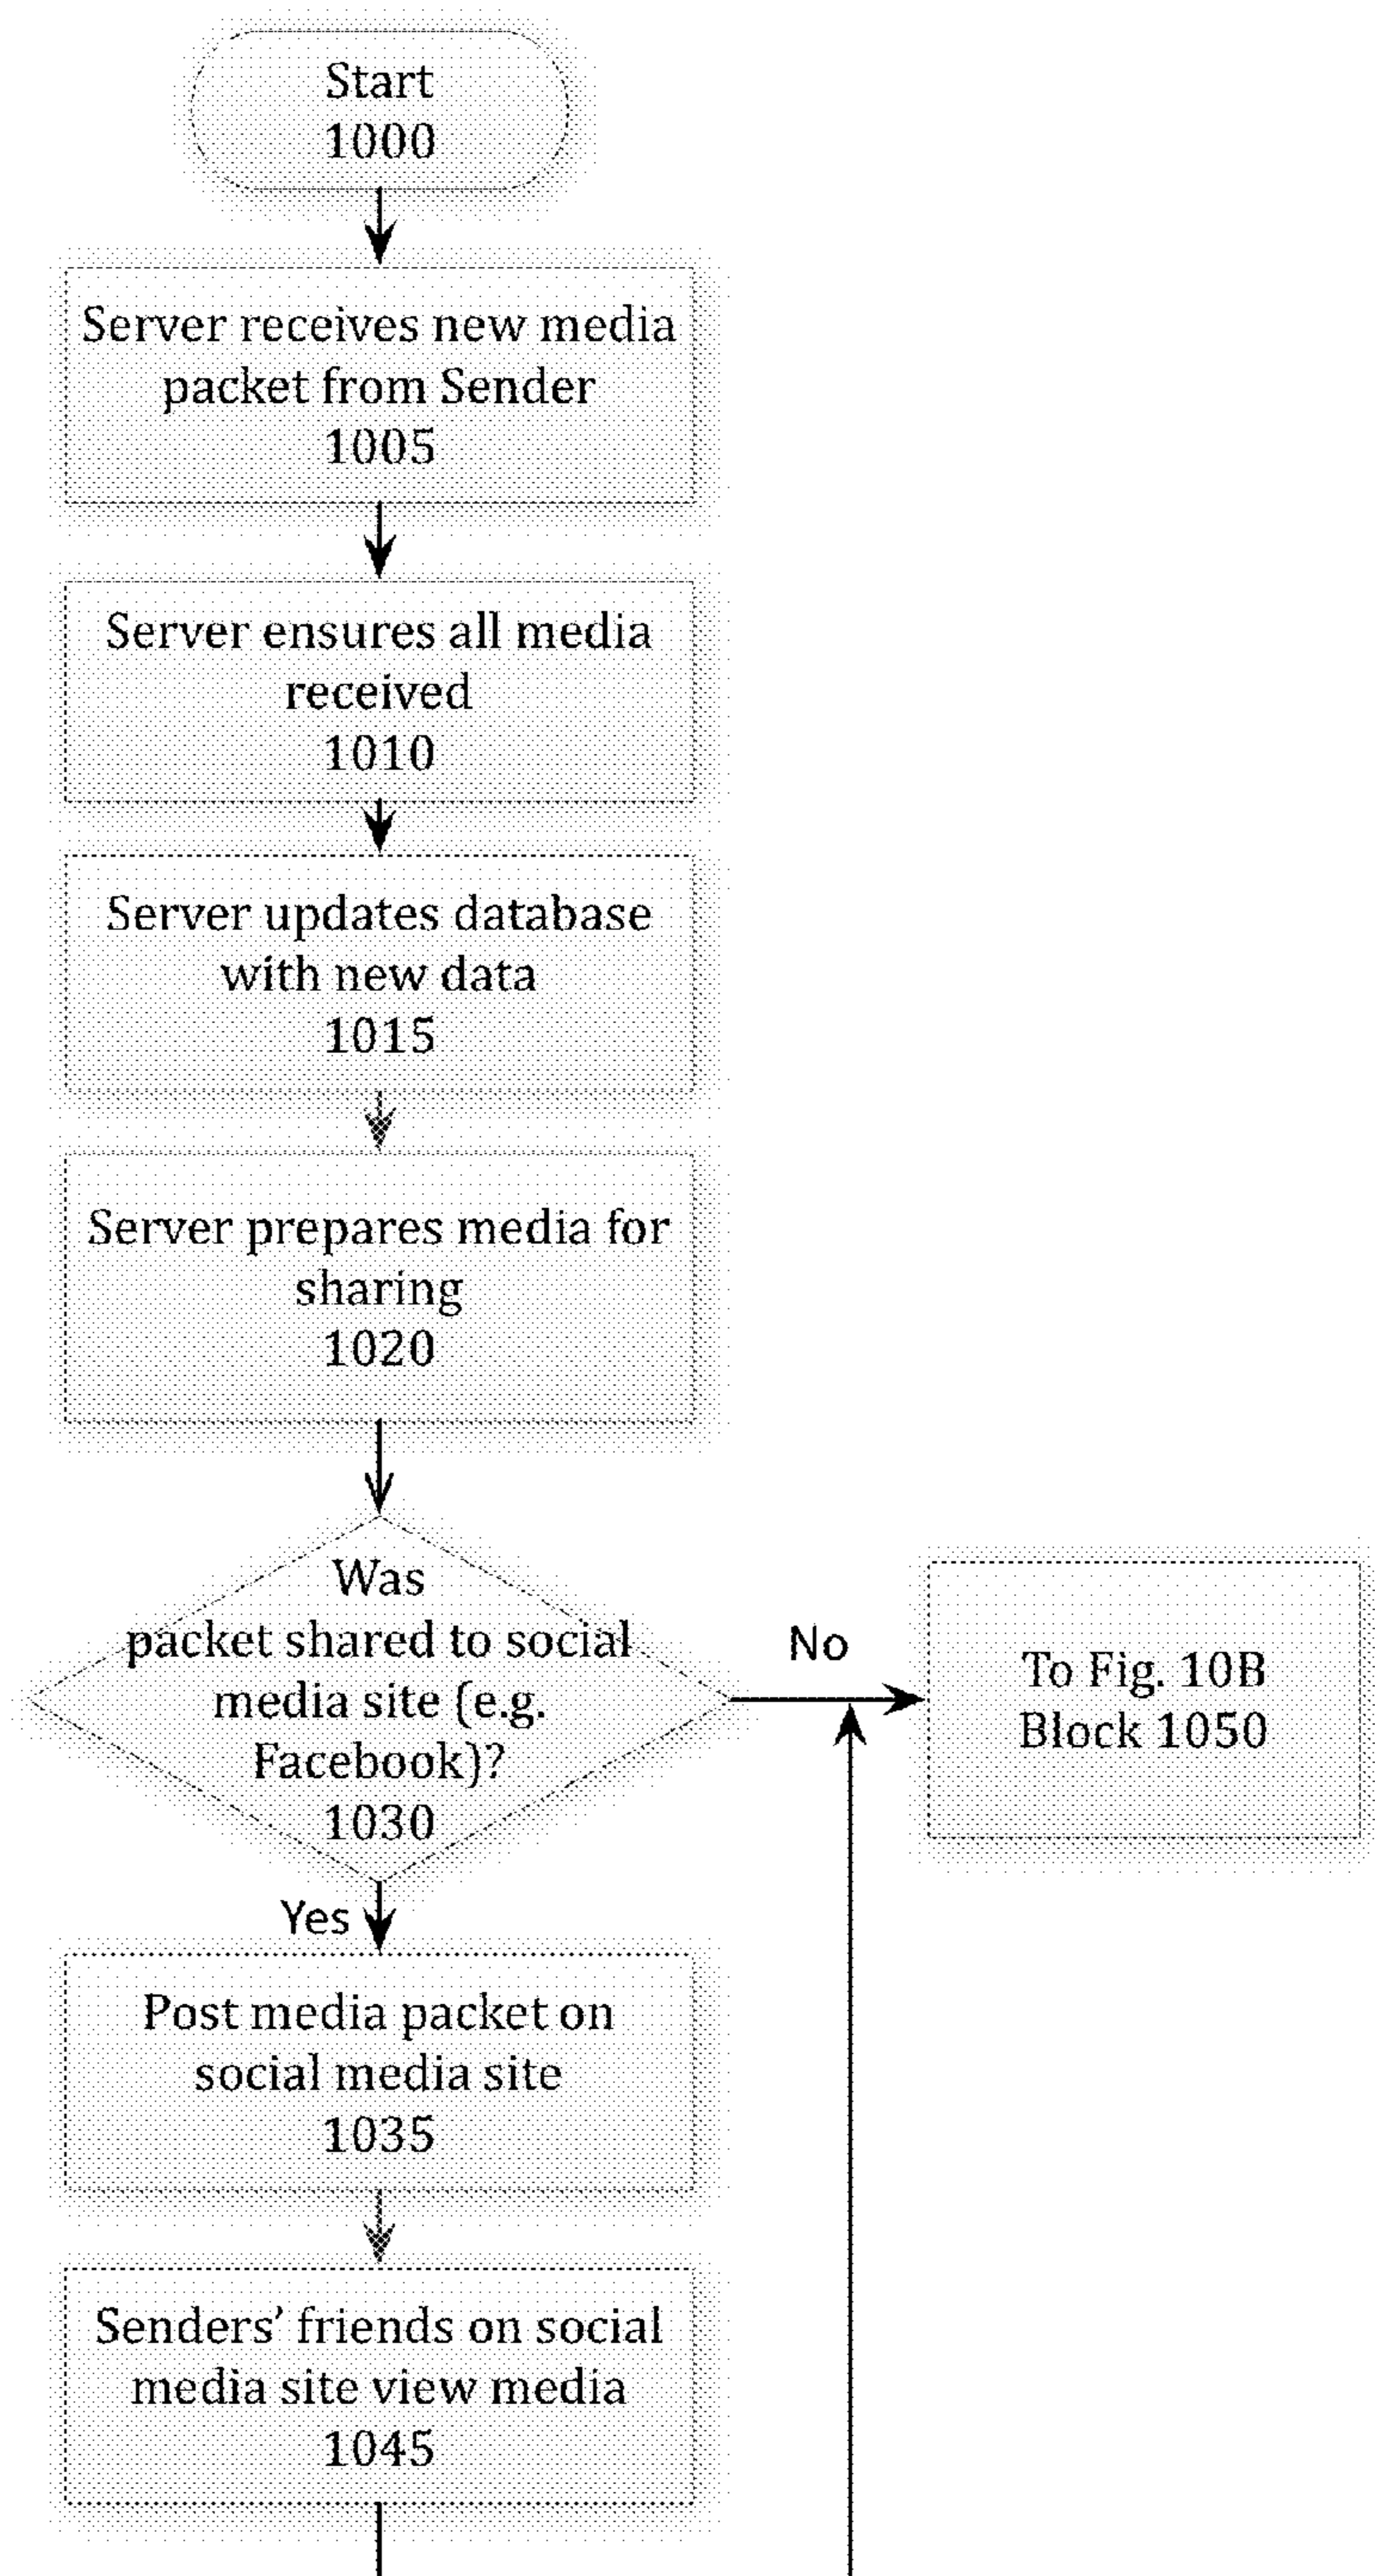 Start
1000
Server receives new media
packet from Sender
1005
Server ensures all media
received
1010
Server updates database
with new data
1015
Server prepares media for
sharing
1020
Was
packet shared to social
media site (e.g.
Facebook)?
1030
No
To Fig. 10B
Block 1050
Yes
Post media packet on
social media site
1035
Senders’ friends on social
media site view media
1045